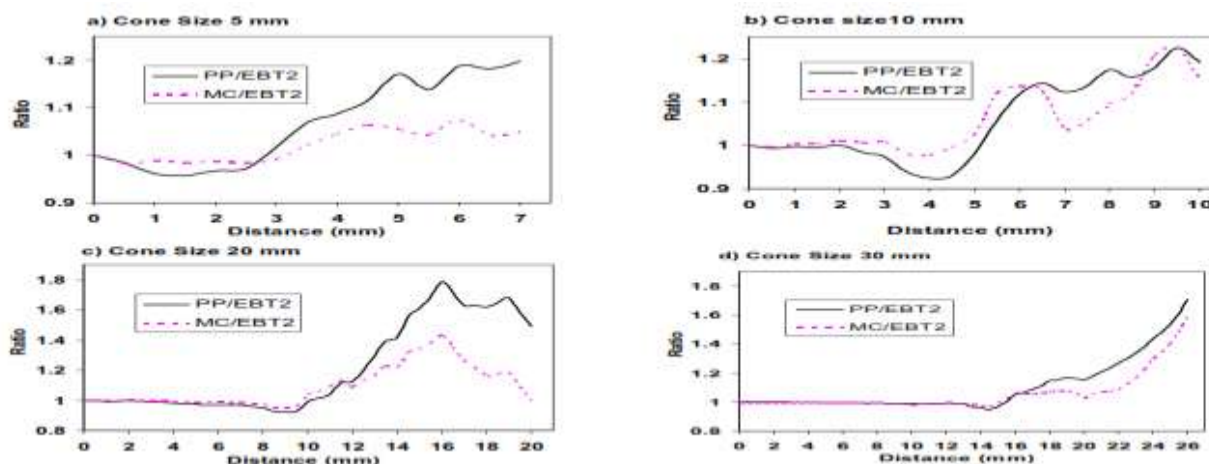 a) Cone Size 5 mm
1.2
1.1
1
0.9
Ratio
PP/EBT2
MC/EBT2
0 1 2 3 4 5 6 7
Distance (mm)
b) Cone size10 mm
1.2
1.1
1
0.9
Ratio
PP/EBT2
MC/EBT2
0 1 2 3 4 5 6 7 8 9 10
Distance (mm)
c) Cone Size 20 mm
1.8
1.6
1.4
1.2
1
0.8
Ratio
PP/EBT2
MC/EBT2
0 2 4 6 8 10 12 14 16 18 20
Distance (mm)
d) Cone Size 30 mm
1.8
1.6
1.4
1.2
1
0.8
Ratio
PP/EBT2
MC/EBT2
0 2 4 6 8 10 12 14 16 18 20 22 24 26
Distance (mm)